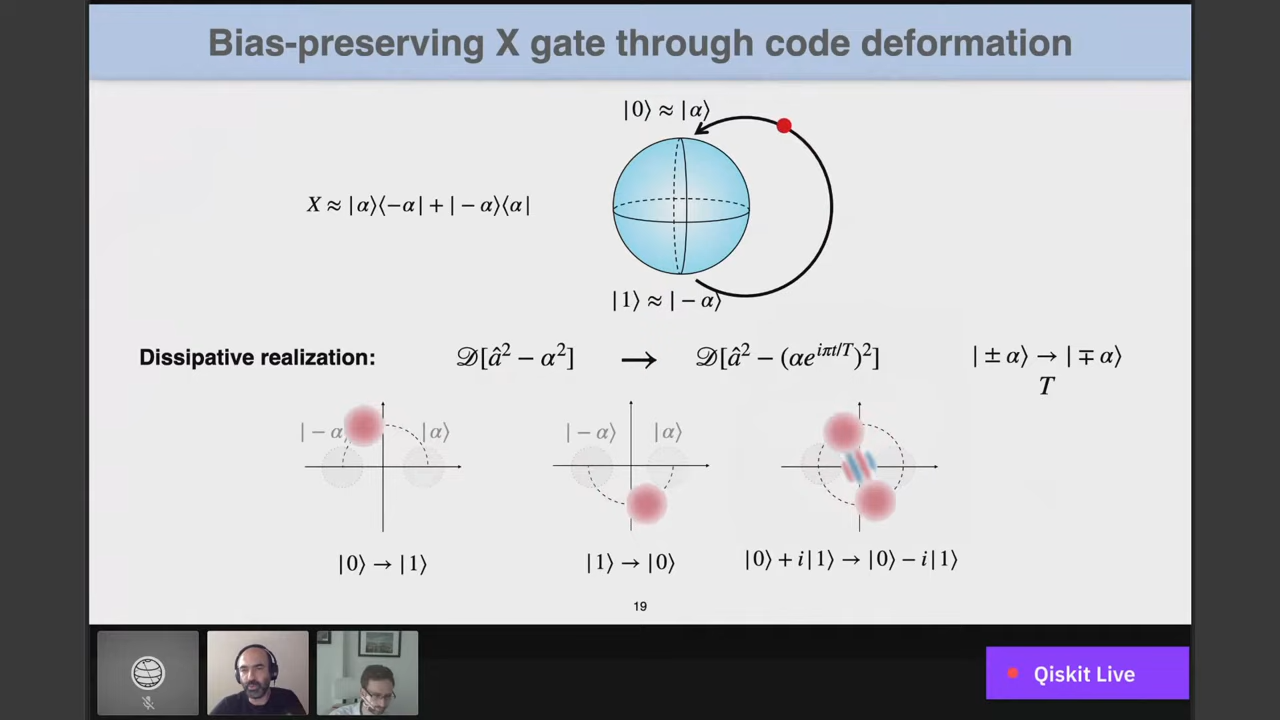 Bias-preserving X gate through code deformation
|0⟩ ≈ |α⟩
X ≈ |α⟩⟨−α| + |−α⟩⟨α|
|1⟩ ≈ |−α⟩
Dissipative realization: 𝒟[â² − α²] ⟶ 𝒟[â² − (αe^{iπt/T})²] |±α⟩ → |∓α⟩
T
|−α |α⟩ |−α⟩ |α⟩
|0⟩ → |1⟩ |1⟩ → |0⟩ |0⟩ + i|1⟩ → |0⟩ − i|1⟩
19
Qiskit Live